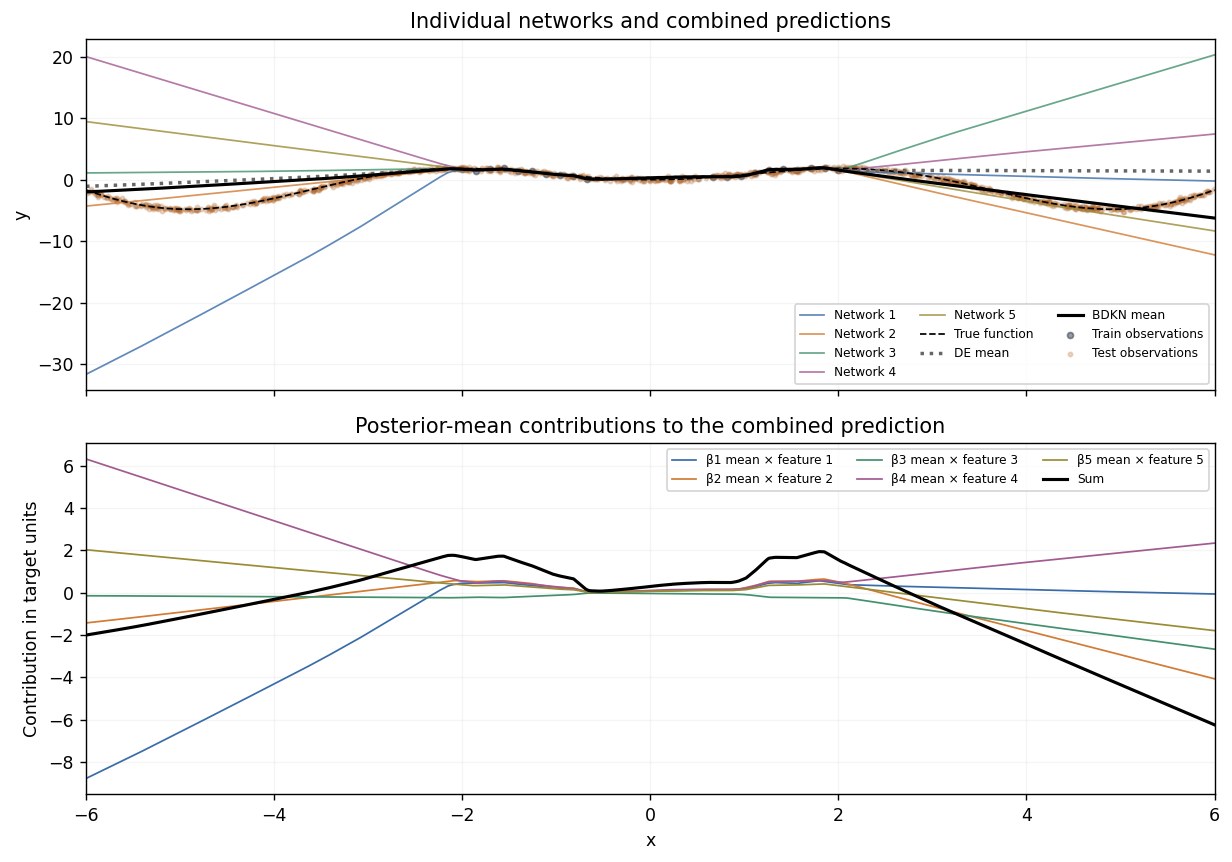 Individual networks and combined predictions
20
10
0
−10
−20
−30
y
Network 1
Network 2
Network 3
Network 4
Network 5
True function
DE mean
BDKN mean
Train observations
Test observations
Posterior-mean contributions to the combined prediction
6
4
2
0
−2
−4
−6
−8
Contribution in target units
β1 mean × feature 1
β2 mean × feature 2
β3 mean × feature 3
β4 mean × feature 4
β5 mean × feature 5
Sum
−6
−4
−2
0
2
4
6
x